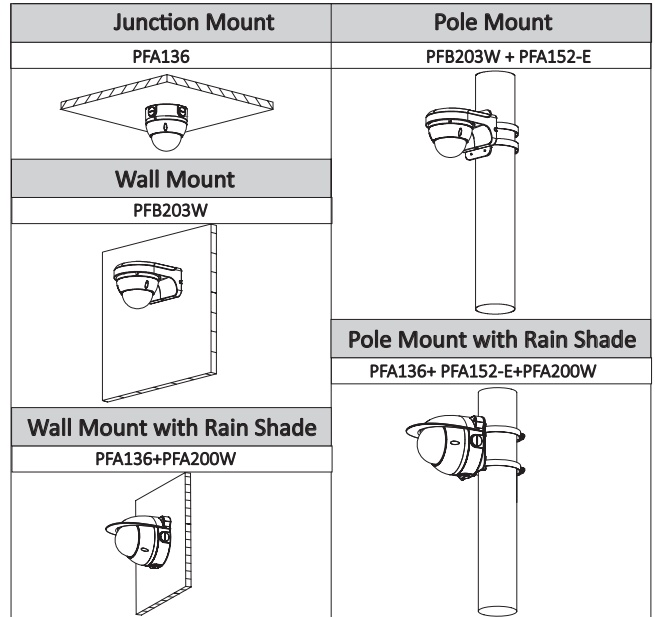 Junction Mount
PFA136
Wall Mount
PFB203W
Wall Mount with Rain Shade
PFA136+PFA200W
Pole Mount
PFB203W + PFA152-E
Pole Mount with Rain Shade
PFA136+ PFA152-E+PFA200W